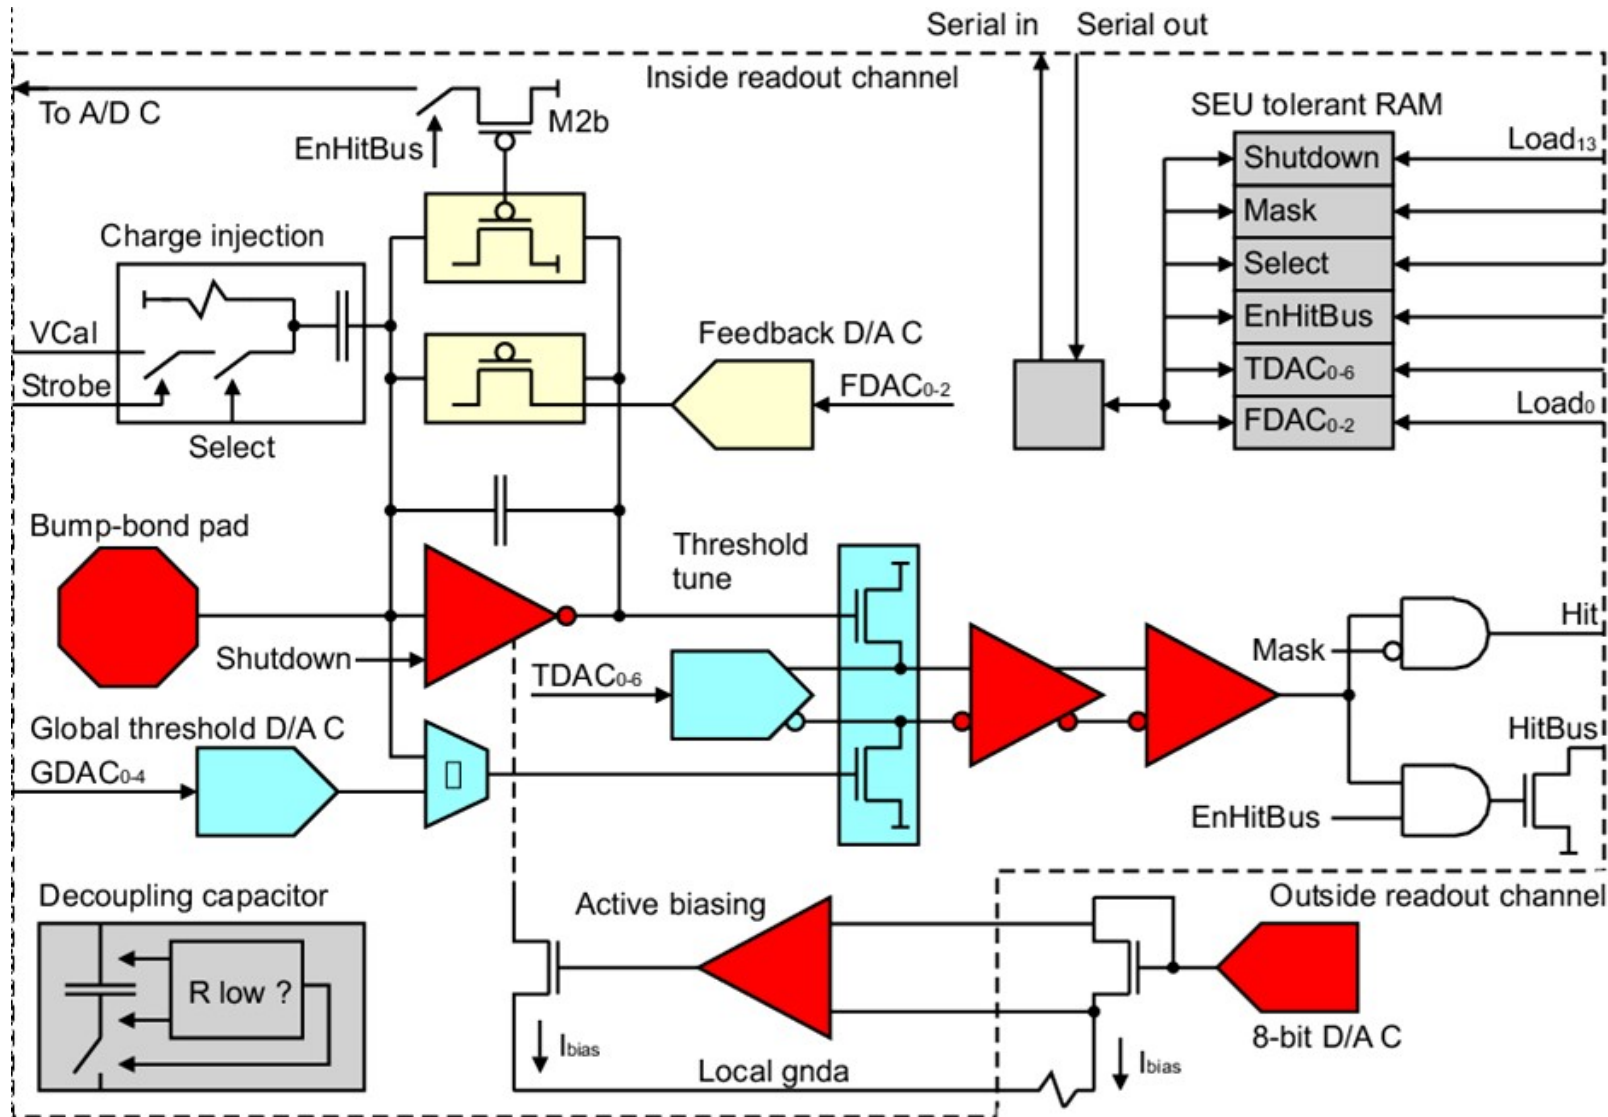 Serial in
Serial out
Inside readout channel
To A/D C
EnHitBus
M2b
SEU tolerant RAM
Load13
Shutdown
Mask
Select
EnHitBus
TDAC0-6
FDAC0-2
Load0
Charge injection
VCal
Strobe
Select
Feedback D/A C
FDAC0-2
Bump-bond pad
Shutdown
Threshold
tune
TDAC0-6
Mask
Hit
Global threshold D/A C
GDAC0-4
HitBus
EnHitBus
Decoupling capacitor
R low ?
Active biasing
Outside readout channel
8-bit D/A C
Ibias
Local gnda
Ibias